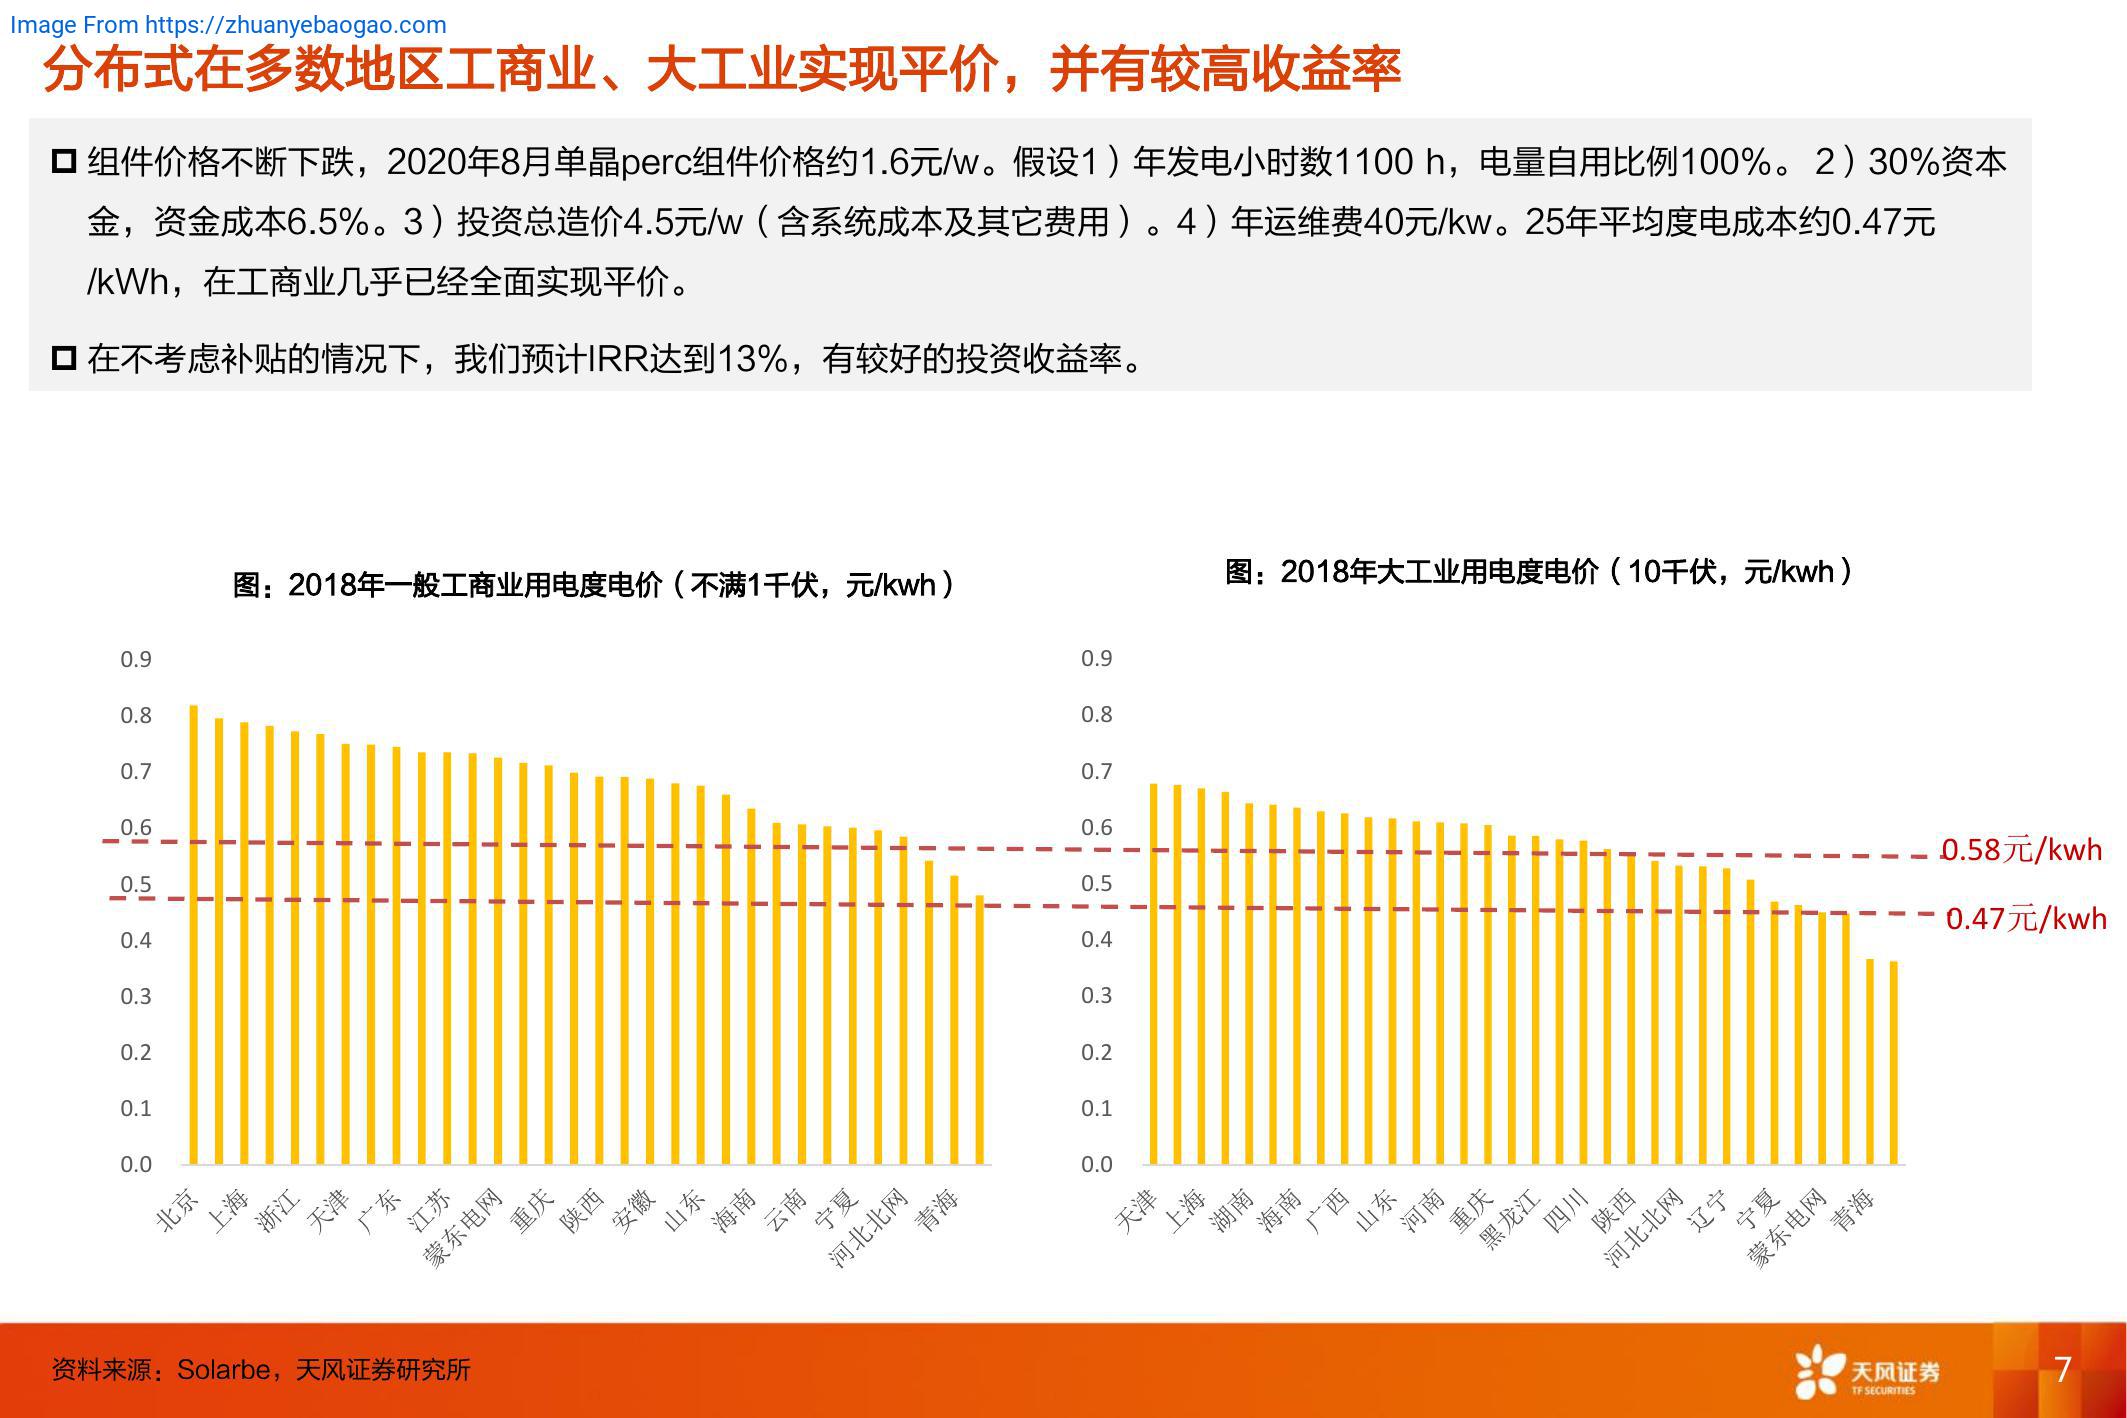 Image From https://zhuanyebaogao.com
分布式在多数地区工商业、大工业实现平价，并有较高收益率
组件价格不断下跌，2020年8月单晶perc组件价格约1.6元/w。假设1）年发电小时数1100 h，电量自用比例100%。 2）30%资本
金，资金成本6.5%。3）投资总造价4.5元/w（含系统成本及其它费用）。4）年运维费40元/kw。25年平均度电成本约0.47元
/kWh，在工商业几乎已经全面实现平价。
在不考虑补贴的情况下，我们预计IRR达到13%，有较好的投资收益率。
图：2018年一般工商业用电度电价（不满1千伏，元/kwh）
0.9
0.8
0.7
0.6
0.5
0.4
0.3
0.2
0.1
0.0
北京
上海
浙江
天津
广东
江苏
蒙东电网
重庆
陕西
安徽
山东
海南
云南
宁夏
河北北网
青海
图：2018年大工业用电度电价（10千伏，元/kwh）
0.9
0.8
0.7
0.6
0.5
0.4
0.3
0.2
0.1
0.0
天津
上海
湖南
海南
广西
山东
河南
重庆
黑龙江
四川
陕西
河北北网
辽宁
宁夏
蒙东电网
青海
0.58元/kwh
0.47元/kwh
资料来源：Solarbe，天风证券研究所
天风证券
TF SECURITIES
7